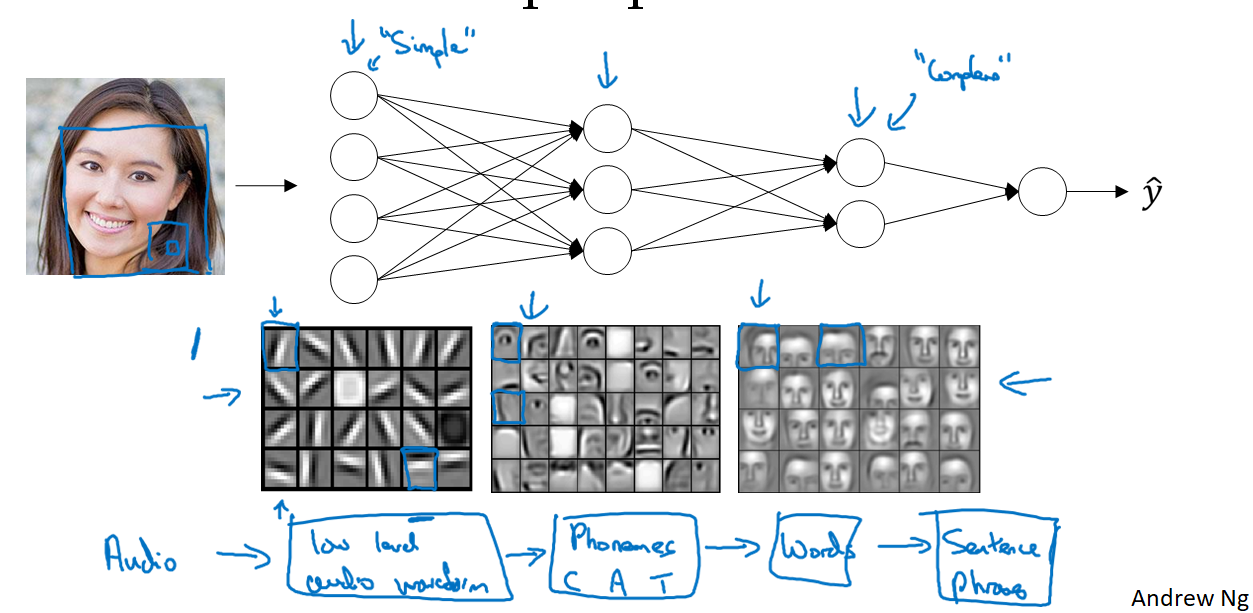 "Simple"
"Complex"
ŷ
Audio
low level
audio waveform
Phonemes
C A T
Words
Sentence
phrase
Andrew Ng